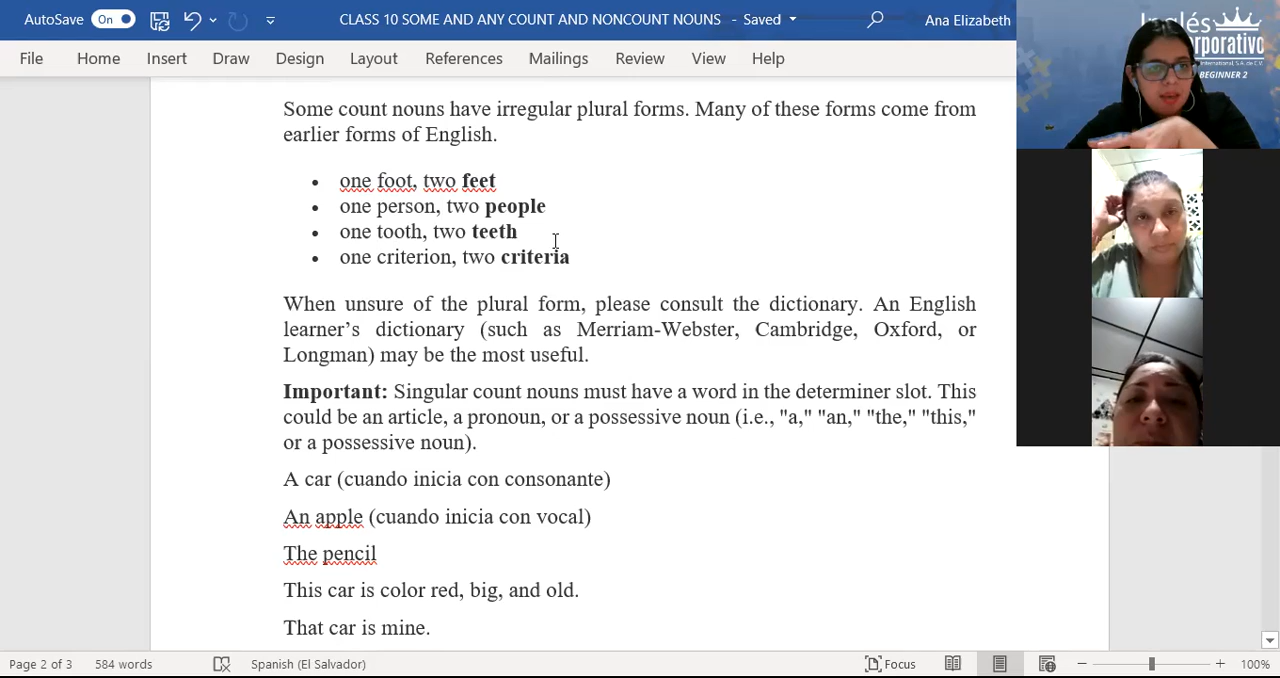 AutoSave On CLASS 10 SOME AND ANY COUNT AND NONCOUNT NOUNS - Saved Ana Elizabeth
File Home Insert Draw Design Layout References Mailings Review View Help
Inglés
orporativo
International, S.A. de C.V.
BEGINNER 2
Some count nouns have irregular plural forms. Many of these forms come from
earlier forms of English.
• one foot, two feet
• one person, two people
• one tooth, two teeth
• one criterion, two criteria
When unsure of the plural form, please consult the dictionary. An English
learner’s dictionary (such as Merriam-Webster, Cambridge, Oxford, or
Longman) may be the most useful.
Important: Singular count nouns must have a word in the determiner slot. This
could be an article, a pronoun, or a possessive noun (i.e., "a," "an," "the," "this,"
or a possessive noun).
A car (cuando inicia con consonante)
An apple (cuando inicia con vocal)
The pencil
This car is color red, big, and old.
That car is mine.
Page 2 of 3 584 words Spanish (El Salvador) Focus 100%